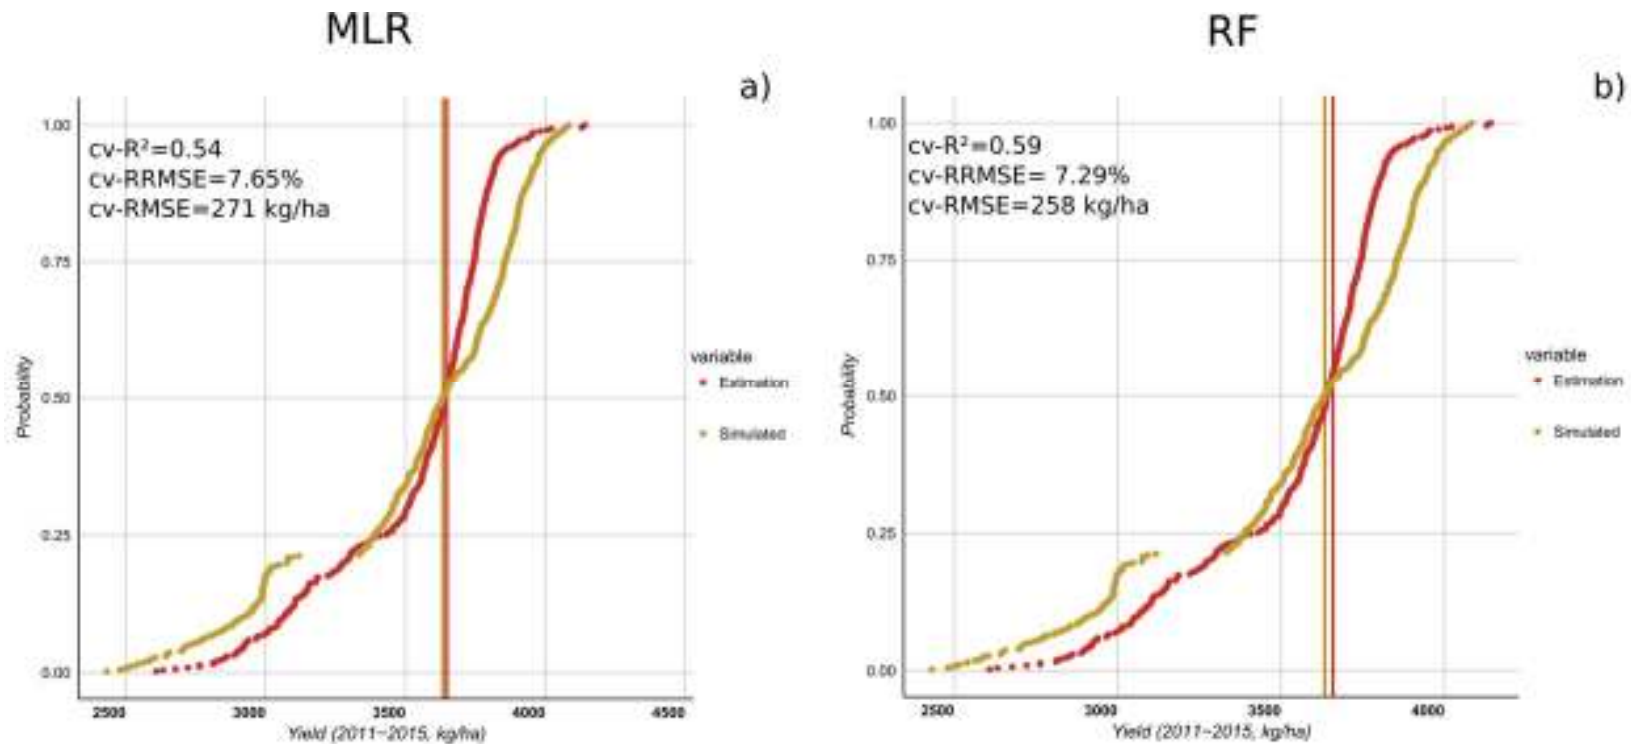 MLR
a)
cv-R²=0.54
cv-RRMSE=7.65%
cv-RMSE=271 kg/ha
1.00
0.75
0.50
0.25
0.00
Probability
2500 3000 3500 4000 4500
Yield (2011−2015, kg/ha)
variable
Estimation
Simulated
RF
b)
cv-R²=0.59
cv-RRMSE= 7.29%
cv-RMSE=258 kg/ha
1.00
0.75
0.50
0.25
0.00
Probability
2500 3000 3500 4000
Yield (2011−2015, kg/ha)
variable
Estimation
Simulated